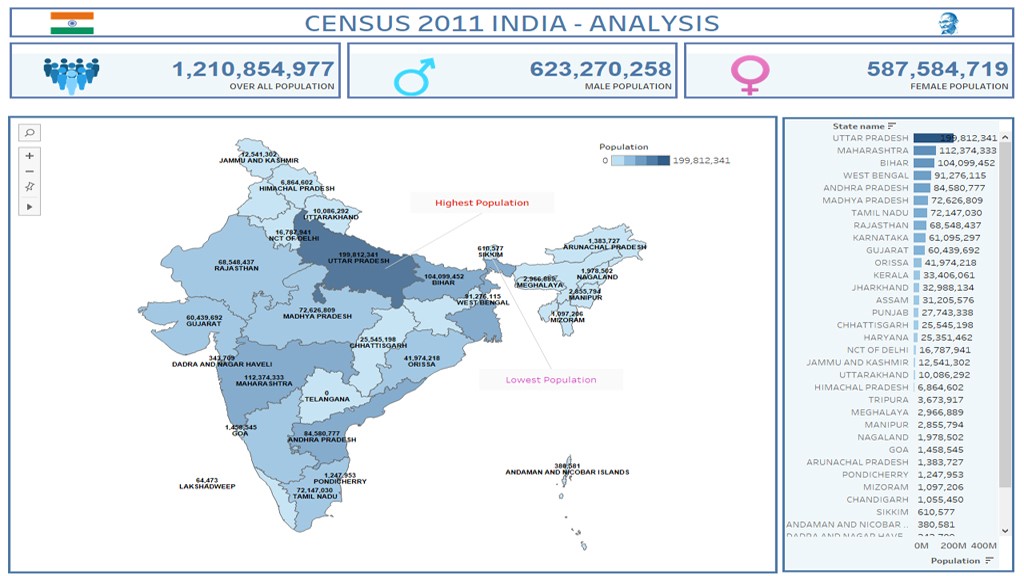 CENSUS 2011 INDIA - ANALYSIS
1,210,854,977
OVER ALL POPULATION
623,270,258
MALE POPULATION
587,584,719
FEMALE POPULATION
Population
0 199,812,341
Highest Population
Lowest Population
12,541,302
JAMMU AND KASHMIR
6,864,602
HIMACHAL PRADESH
10,086,292
UTTARAKHAND
16,787,941
NCT OF DELHI
199,812,341
UTTAR PRADESH
68,548,437
RAJASTHAN
610,577
SIKKIM
1,383,727
ARUNACHAL PRADESH
1,978,502
NAGALAND
2,966,889
MEGHALAYA
2,855,794
MANIPUR
1,097,206
MIZORAM
104,099,452
BIHAR
91,276,115
WEST BENGAL
60,439,692
GUJARAT
72,626,809
MADHYA PRADESH
25,545,198
CHHATTISGARH
41,974,218
ORISSA
343,709
DADRA AND NAGAR HAVELI
112,374,333
MAHARASHTRA
0
TELANGANA
1,458,545
GOA
84,580,777
ANDHRA PRADESH
64,473
LAKSHADWEEP
1,247,953
PONDICHERRY
72,147,030
TAMIL NADU
380,581
ANDAMAN AND NICOBAR ISLANDS
State name
UTTAR PRADESH 199,812,341
MAHARASHTRA 112,374,333
BIHAR 104,099,452
WEST BENGAL 91,276,115
ANDHRA PRADESH 84,580,777
MADHYA PRADESH 72,626,809
TAMIL NADU 72,147,030
RAJASTHAN 68,548,437
KARNATAKA 61,095,297
GUJARAT 60,439,692
ORISSA 41,974,218
KERALA 33,406,061
JHARKHAND 32,988,134
ASSAM 31,205,576
PUNJAB 27,743,338
CHHATTISGARH 25,545,198
HARYANA 25,351,462
NCT OF DELHI 16,787,941
JAMMU AND KASHMIR 12,541,302
UTTARAKHAND 10,086,292
HIMACHAL PRADESH 6,864,602
TRIPURA 3,673,917
MEGHALAYA 2,966,889
MANIPUR 2,855,794
NAGALAND 1,978,502
GOA 1,458,545
ARUNACHAL PRADESH 1,383,727
PONDICHERRY 1,247,953
MIZORAM 1,097,206
CHANDIGARH 1,055,450
SIKKIM 610,577
ANDAMAN AND NICOBAR .. 380,581
0M 200M 400M
Population